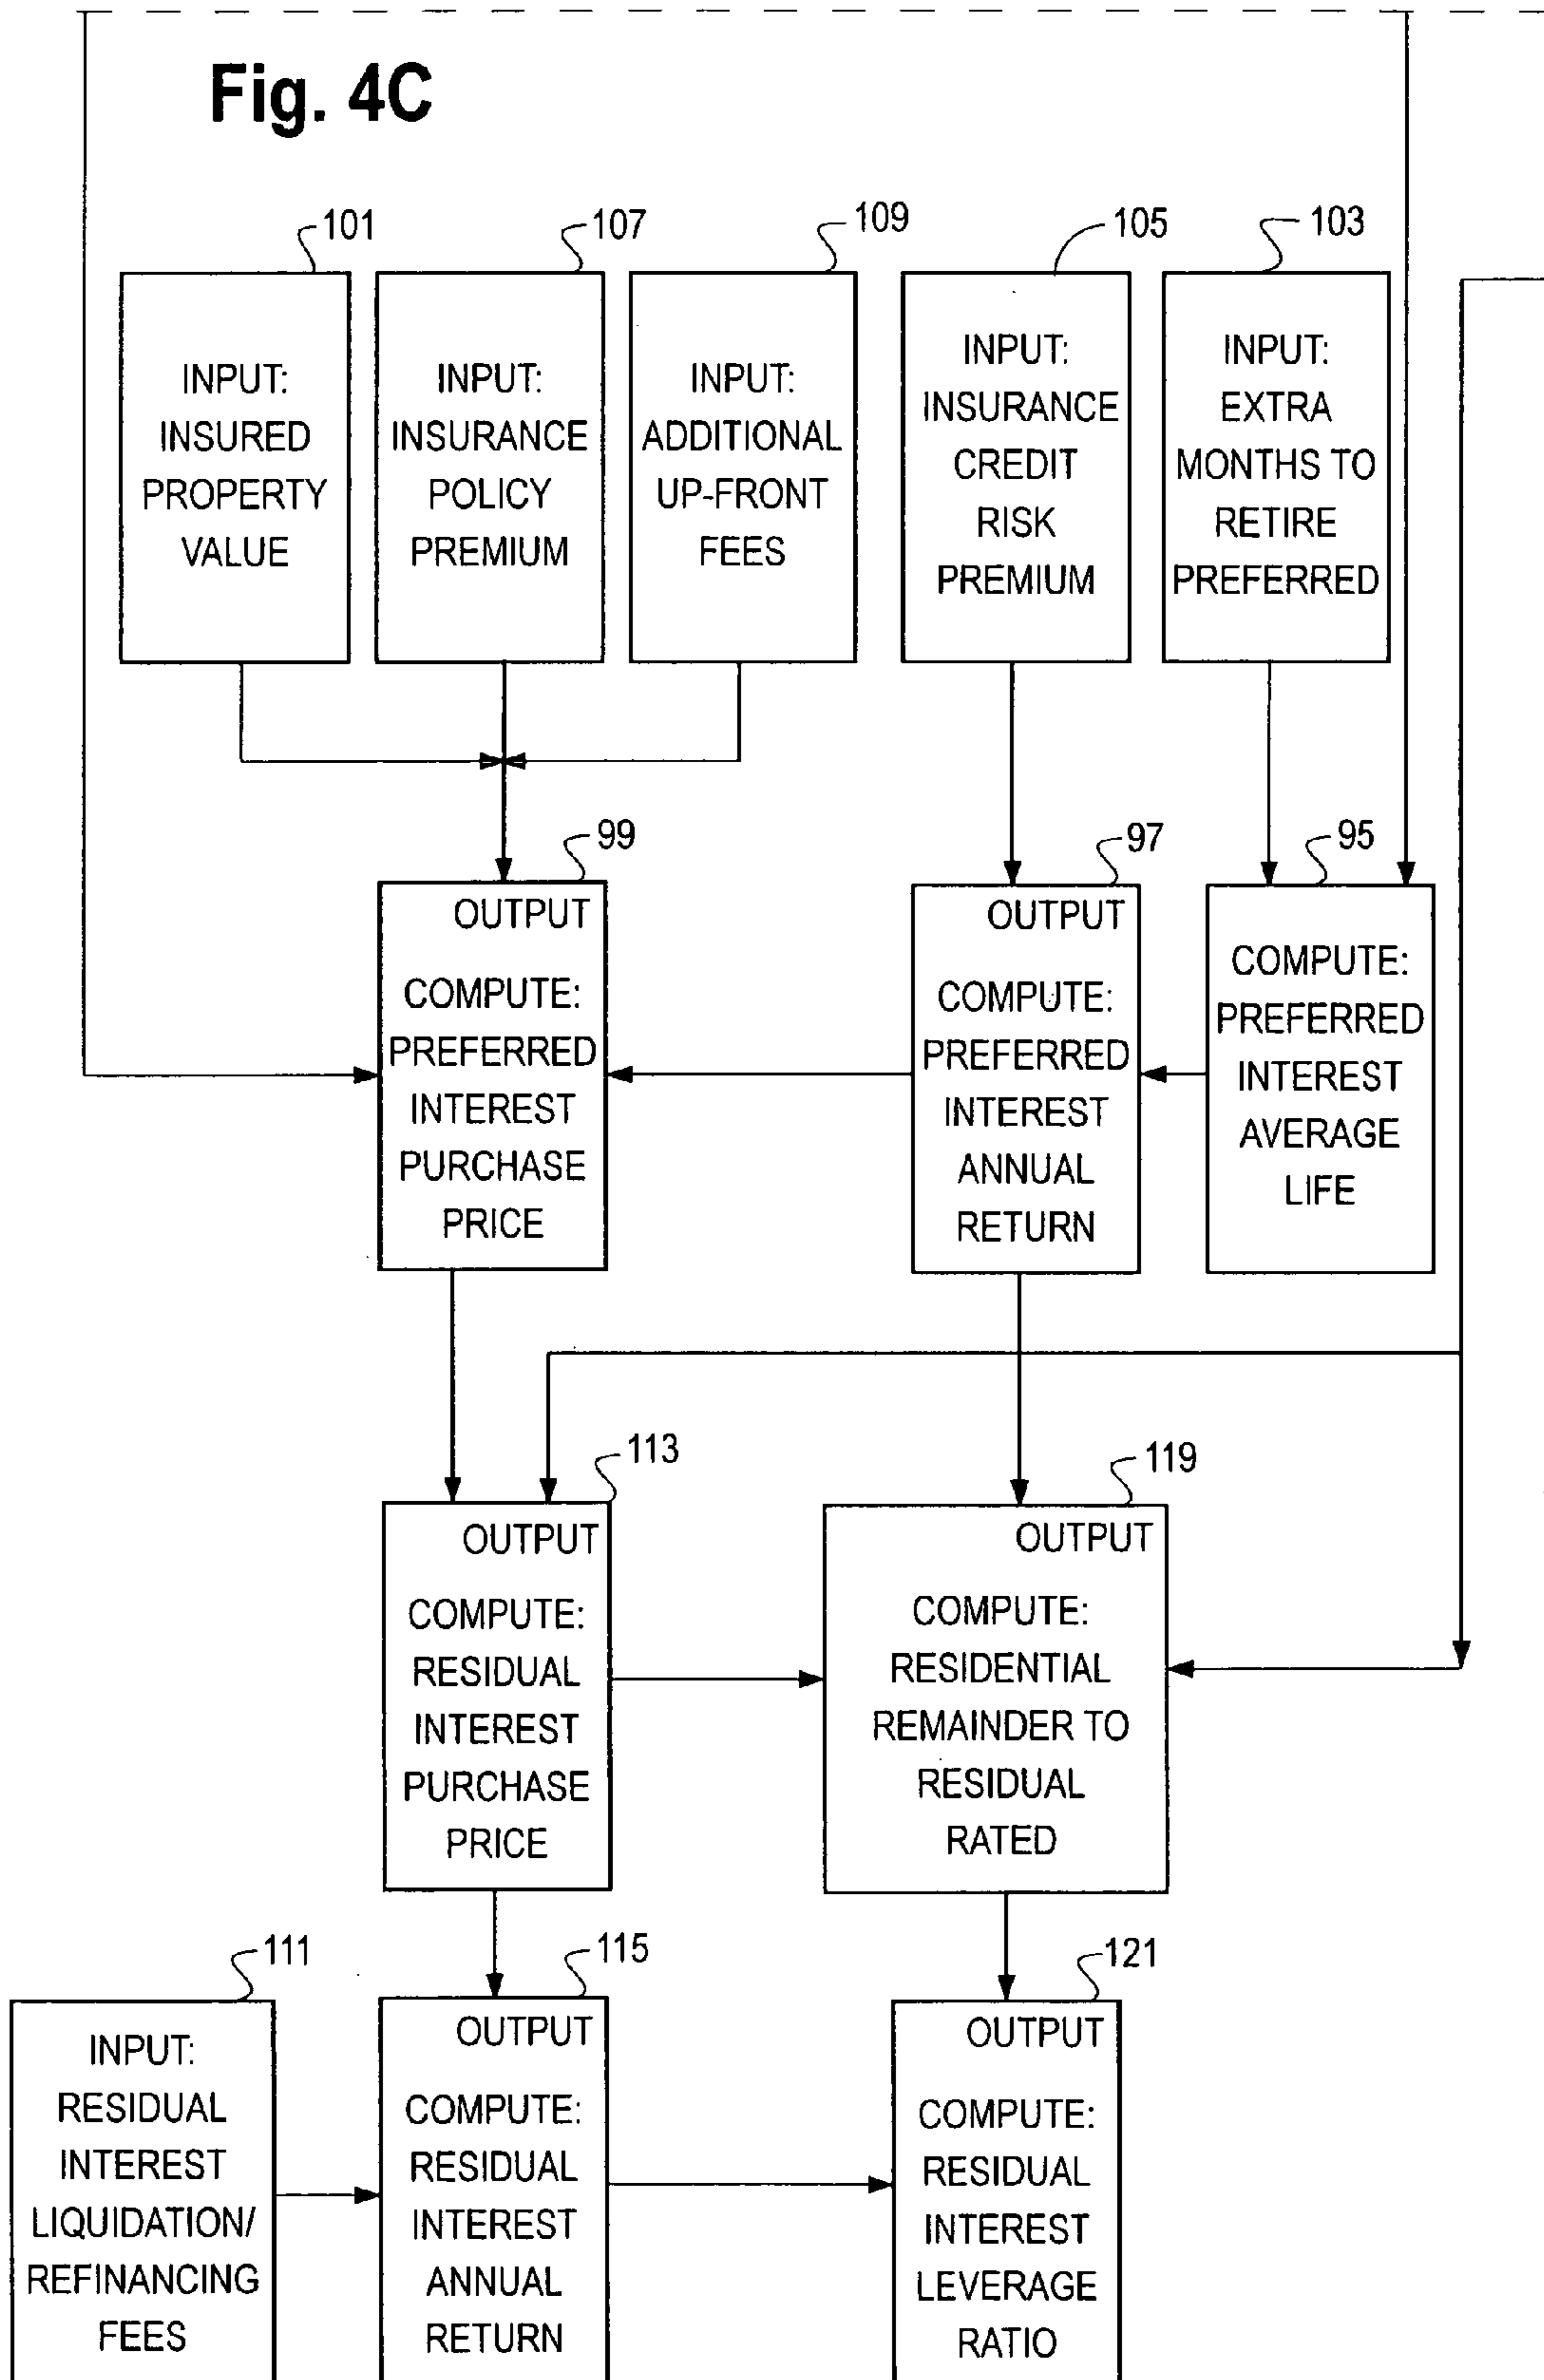 Fig. 4C
101
107
109
105
103
INPUT:
INSURED
PROPERTY
VALUE
INPUT:
INSURANCE
POLICY
PREMIUM
INPUT:
ADDITIONAL
UP-FRONT
FEES
INPUT:
INSURANCE
CREDIT
RISK
PREMIUM
INPUT:
EXTRA
MONTHS TO
RETIRE
PREFERRED
99
97
95
OUTPUT
COMPUTE:
PREFERRED
INTEREST
PURCHASE
PRICE
OUTPUT
COMPUTE:
PREFERRED
INTEREST
ANNUAL
RETURN
COMPUTE:
PREFERRED
INTEREST
AVERAGE
LIFE
113
119
OUTPUT
COMPUTE:
RESIDUAL
INTEREST
PURCHASE
PRICE
OUTPUT
COMPUTE:
RESIDENTIAL
REMAINDER TO
RESIDUAL
RATED
111
115
121
INPUT:
RESIDUAL
INTEREST
LIQUIDATION/
REFINANCING
FEES
OUTPUT
COMPUTE:
RESIDUAL
INTEREST
ANNUAL
RETURN
OUTPUT
COMPUTE:
RESIDUAL
INTEREST
LEVERAGE
RATIO